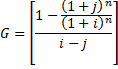 G = [ (1 − (1 + j)ⁿ / (1 + i)ⁿ) / (i − j) ]